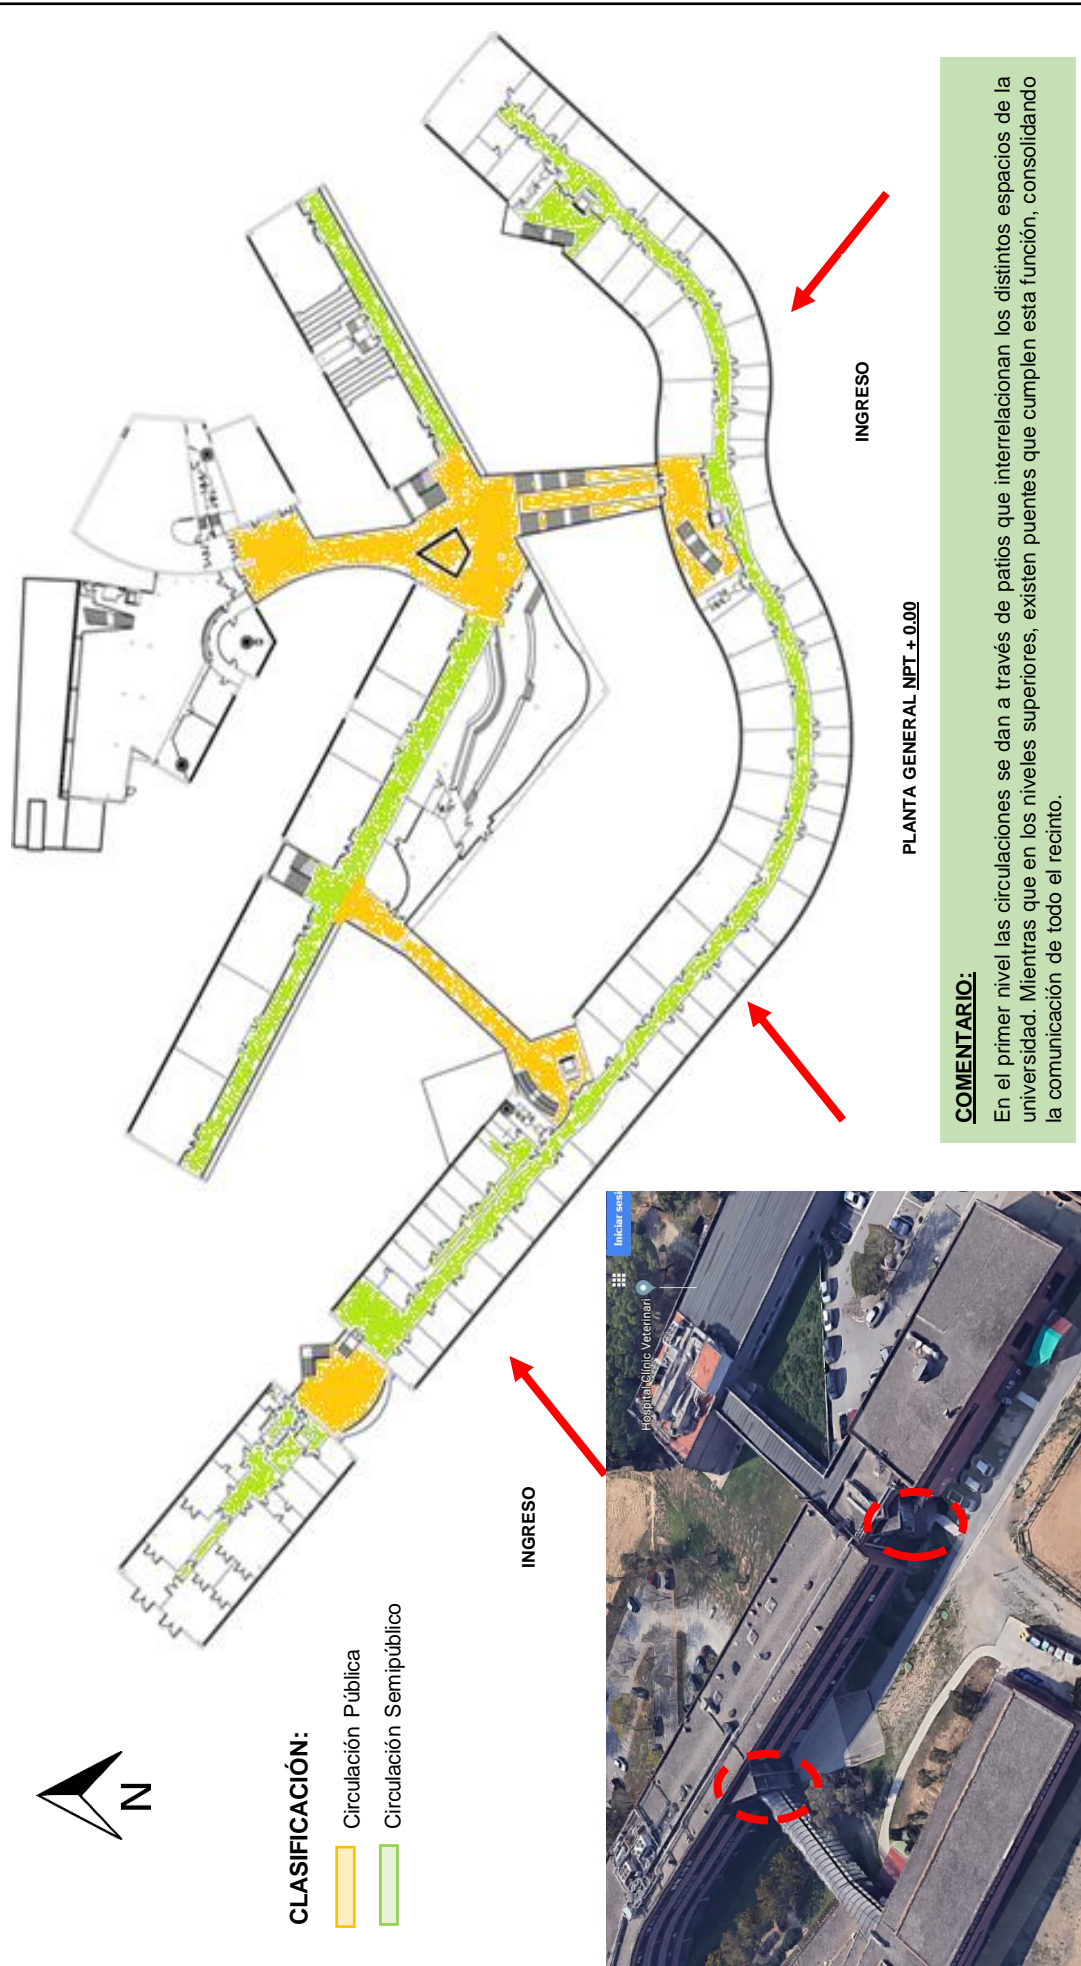 N
CLASIFICACIÓN:
Circulación Pública
Circulación Semipúblico
INGRESO
INGRESO
PLANTA GENERAL NPT + 0.00
Iniciar sesi
Hospital Clínic Veterinari
COMENTARIO:
En el primer nivel las circulaciones se dan a través de patios que interrelacionan los distintos espacios de la
universidad. Mientras que en los niveles superiores, existen puentes que cumplen esta función, consolidando
la comunicación de todo el recinto.